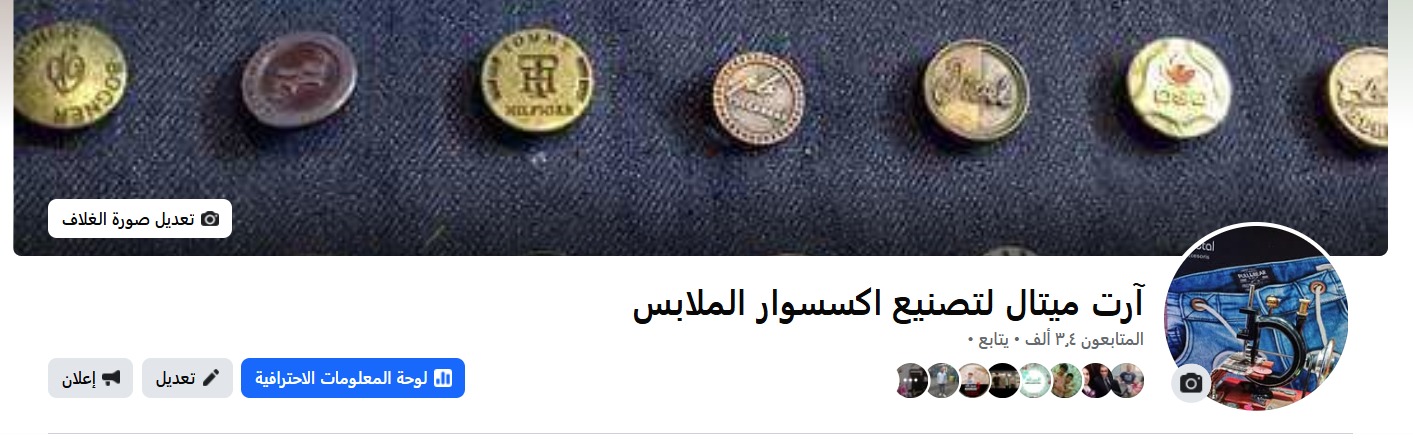 BOGNER
TOMMY
HILFIGER
تعديل صورة الغلاف
آرت ميتال لتصنيع اكسسوار الملابس
المتابعون ٣٫٤ ألف • يتابع •
لوحة المعلومات الاحترافية
تعديل
إعلان